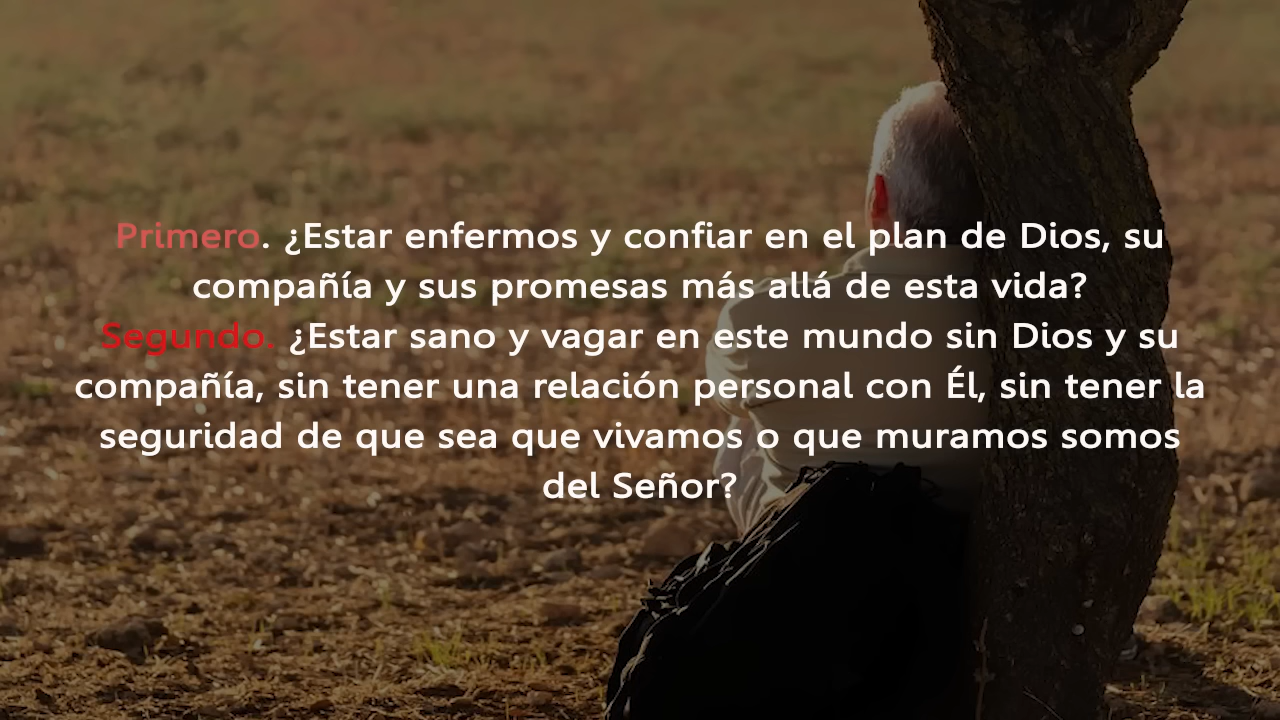 Primero. ¿Estar enfermos y confiar en el plan de Dios, su
compañía y sus promesas más allá de esta vida?
Segundo. ¿Estar sano y vagar en este mundo sin Dios y su
compañía, sin tener una relación personal con Él, sin tener la
seguridad de que sea que vivamos o que muramos somos
del Señor?